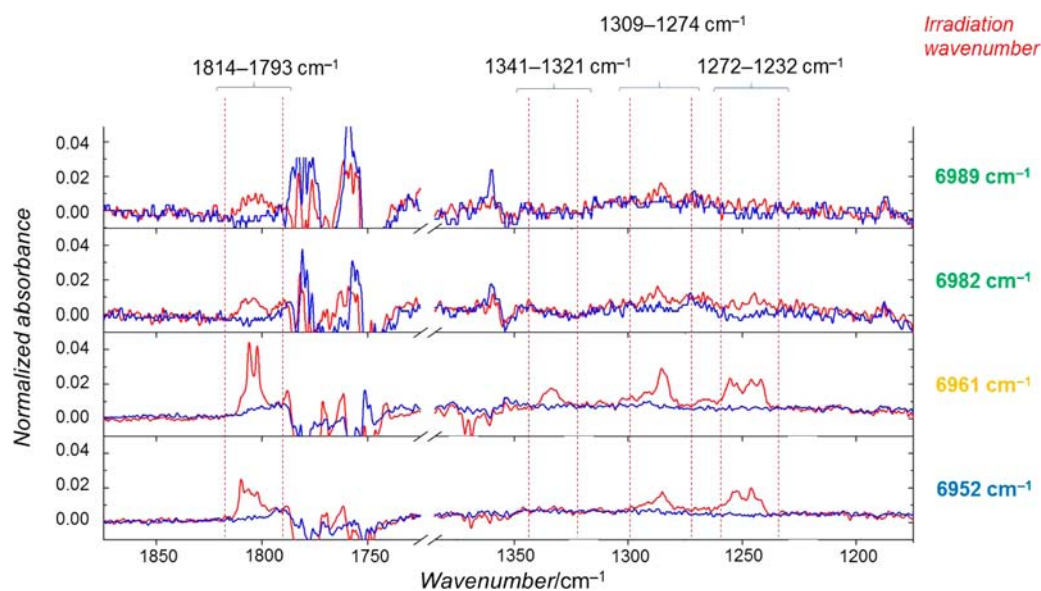 1309–1274 cm⁻¹
Irradiation
wavenumber
1814–1793 cm⁻¹
1341–1321 cm⁻¹
1272–1232 cm⁻¹
Normalized absorbance
0.04
0.02
0.00
6989 cm⁻¹
0.04
0.02
0.00
6982 cm⁻¹
0.04
0.02
0.00
6961 cm⁻¹
0.04
0.02
0.00
6952 cm⁻¹
1850 1800 1750 1350 1300 1250 1200
Wavenumber/cm⁻¹